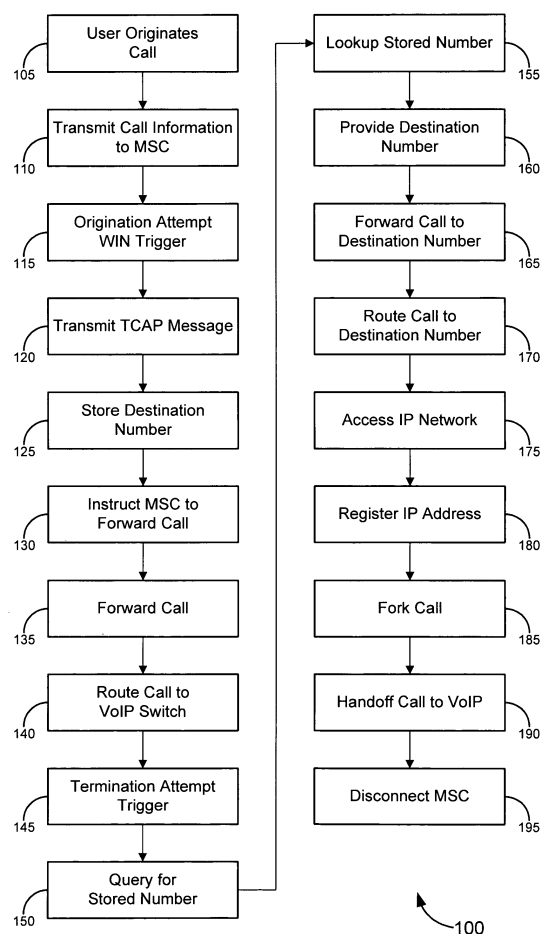 User Originates
Call
105
Transmit Call Information
to MSC
110
Origination Attempt
WIN Trigger
115
Transmit TCAP Message
120
Store Destination
Number
125
Instruct MSC to
Forward Call
130
Forward Call
135
Route Call to
VoIP Switch
140
Termination Attempt
Trigger
145
Query for
Stored Number
150
Lookup Stored Number
155
Provide Destination
Number
160
Forward Call to
Destination Number
165
Route Call to
Destination Number
170
Access IP Network
175
Register IP Address
180
Fork Call
185
Handoff Call to VoIP
190
Disconnect MSC
195
100